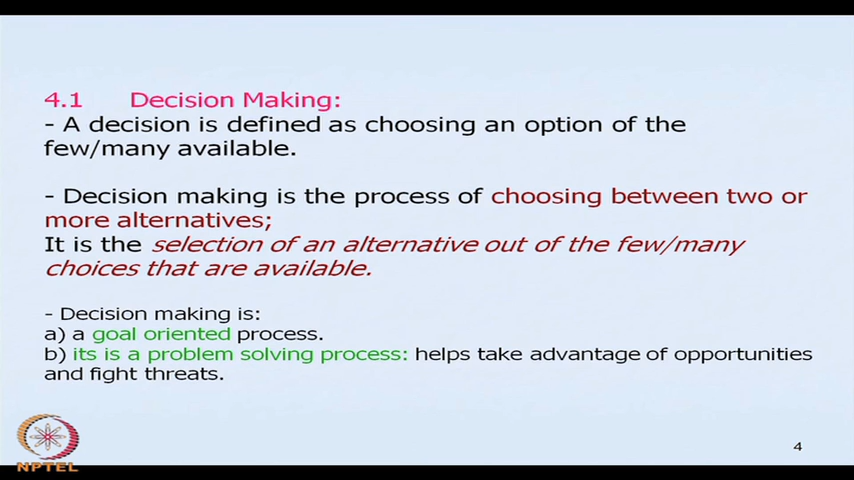 4.1 Decision Making:
- A decision is defined as choosing an option of the
few/many available.
- Decision making is the process of choosing between two or
more alternatives;
It is the selection of an alternative out of the few/many
choices that are available.
- Decision making is:
a) a goal oriented process.
b) its is a problem solving process: helps take advantage of opportunities
and fight threats.
4
NPTEL